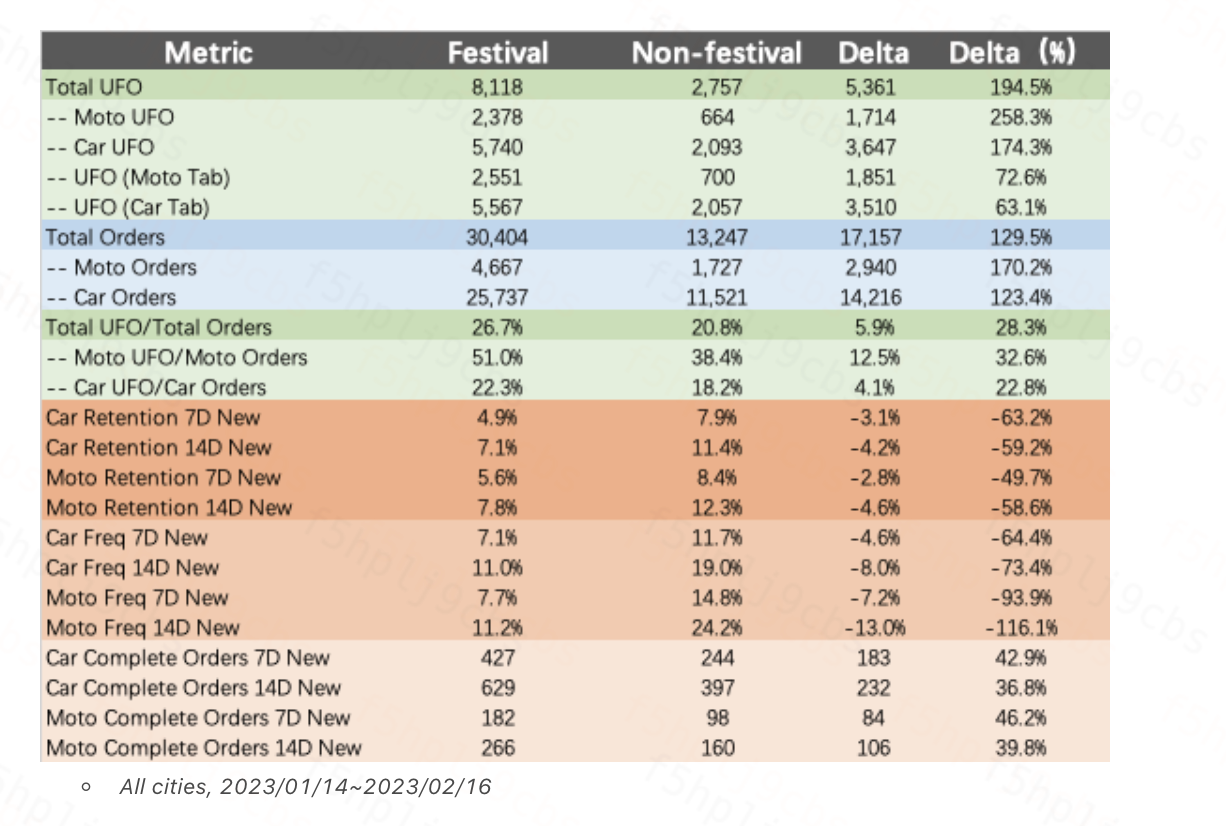 Metric Festival Non-festival Delta Delta (%)
Total UFO 8,118 2,757 5,361 194.5%
-- Moto UFO 2,378 664 1,714 258.3%
-- Car UFO 5,740 2,093 3,647 174.3%
-- UFO (Moto Tab) 2,551 700 1,851 72.6%
-- UFO (Car Tab) 5,567 2,057 3,510 63.1%
Total Orders 30,404 13,247 17,157 129.5%
-- Moto Orders 4,667 1,727 2,940 170.2%
-- Car Orders 25,737 11,521 14,216 123.4%
Total UFO/Total Orders 26.7% 20.8% 5.9% 28.3%
-- Moto UFO/Moto Orders 51.0% 38.4% 12.5% 32.6%
-- Car UFO/Car Orders 22.3% 18.2% 4.1% 22.8%
Car Retention 7D New 4.9% 7.9% -3.1% -63.2%
Car Retention 14D New 7.1% 11.4% -4.2% -59.2%
Moto Retention 7D New 5.6% 8.4% -2.8% -49.7%
Moto Retention 14D New 7.8% 12.3% -4.6% -58.6%
Car Freq 7D New 7.1% 11.7% -4.6% -64.4%
Car Freq 14D New 11.0% 19.0% -8.0% -73.4%
Moto Freq 7D New 7.7% 14.8% -7.2% -93.9%
Moto Freq 14D New 11.2% 24.2% -13.0% -116.1%
Car Complete Orders 7D New 427 244 183 42.9%
Car Complete Orders 14D New 629 397 232 36.8%
Moto Complete Orders 7D New 182 98 84 46.2%
Moto Complete Orders 14D New 266 160 106 39.8%
All cities, 2023/01/14~2023/02/16